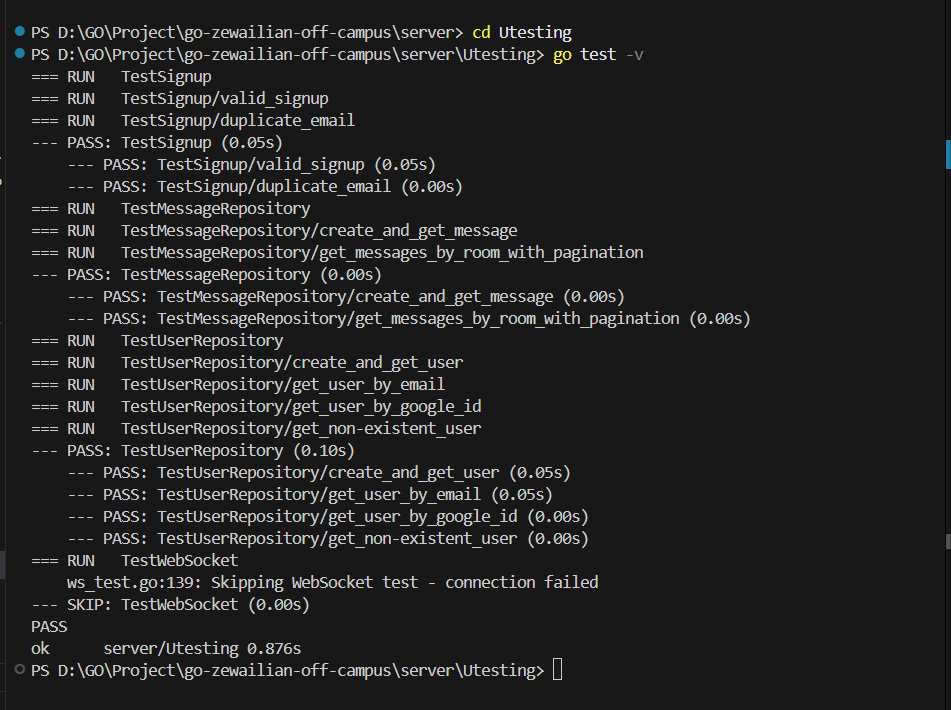 PS D:\GO\Project\go-zewailian-off-campus\server> cd Utesting
PS D:\GO\Project\go-zewailian-off-campus\server\Utesting> go test -v
=== RUN   TestSignup
=== RUN   TestSignup/valid_signup
=== RUN   TestSignup/duplicate_email
--- PASS: TestSignup (0.05s)
    --- PASS: TestSignup/valid_signup (0.05s)
    --- PASS: TestSignup/duplicate_email (0.00s)
=== RUN   TestMessageRepository
=== RUN   TestMessageRepository/create_and_get_message
=== RUN   TestMessageRepository/get_messages_by_room_with_pagination
--- PASS: TestMessageRepository (0.00s)
    --- PASS: TestMessageRepository/create_and_get_message (0.00s)
    --- PASS: TestMessageRepository/get_messages_by_room_with_pagination (0.00s)
=== RUN   TestUserRepository
=== RUN   TestUserRepository/create_and_get_user
=== RUN   TestUserRepository/get_user_by_email
=== RUN   TestUserRepository/get_user_by_google_id
=== RUN   TestUserRepository/get_non-existent_user
--- PASS: TestUserRepository (0.10s)
    --- PASS: TestUserRepository/create_and_get_user (0.05s)
    --- PASS: TestUserRepository/get_user_by_email (0.05s)
    --- PASS: TestUserRepository/get_user_by_google_id (0.00s)
    --- PASS: TestUserRepository/get_non-existent_user (0.00s)
=== RUN   TestWebSocket
    ws_test.go:139: Skipping WebSocket test - connection failed
--- SKIP: TestWebSocket (0.00s)
PASS
ok      server/Utesting 0.876s
PS D:\GO\Project\go-zewailian-off-campus\server\Utesting>